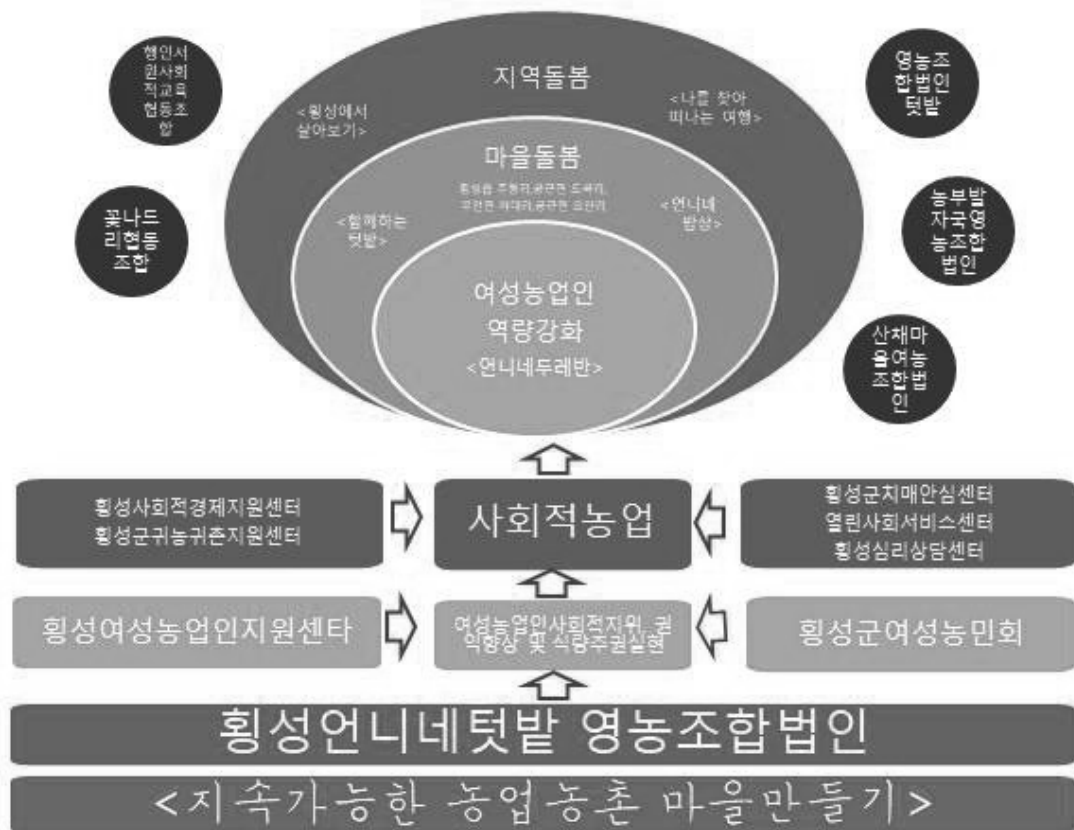 행인서
원사회
적교육
협동조
합
꽃나드
리협동
조합
영농조
합법인
텃밭
농부발
자국영
농조합
법인
산채마
을여농
조합법
인
지역돌봄
<횡성에서
살아보기>
<나를 찾아
떠나는 여행>
마을돌봄
<함께하는
텃밭>
<언니네
밥상>
여성농업인
역량강화
<언니네두레반>
횡성사회적경제지원센터
횡성군귀농귀촌지원센터
사회적농업
횡성군치매안심센터
열린사회서비스센터
횡성심리상담센터
횡성여성농업인지원센타
여성농업인사회적지위, 권
익향상 및 식량주권실현
횡성군여성농민회
횡성언니네텃밭 영농조합법인
<지속가능한 농업농촌 마을만들기>